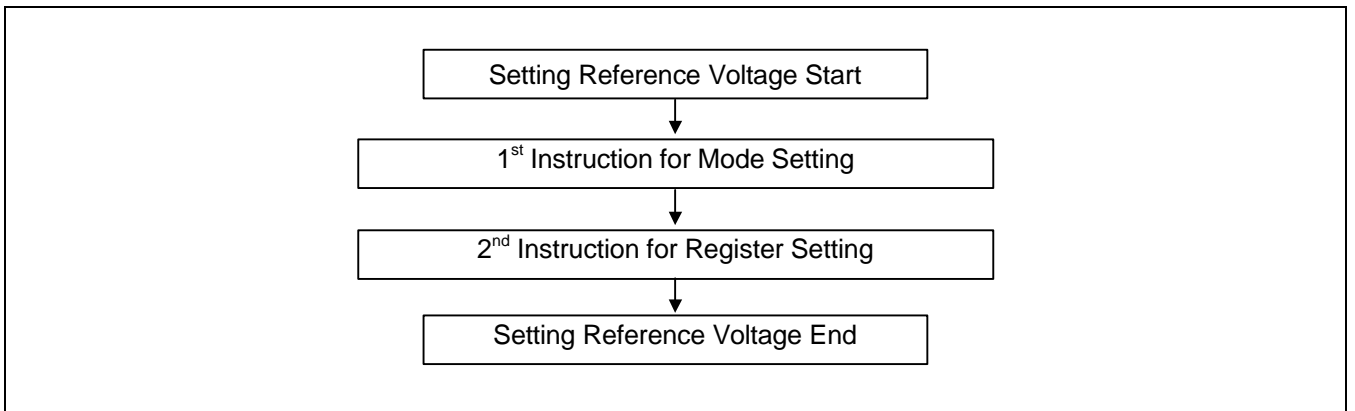 Setting Reference Voltage Start
1st Instruction for Mode Setting
2nd Instruction for Register Setting
Setting Reference Voltage End